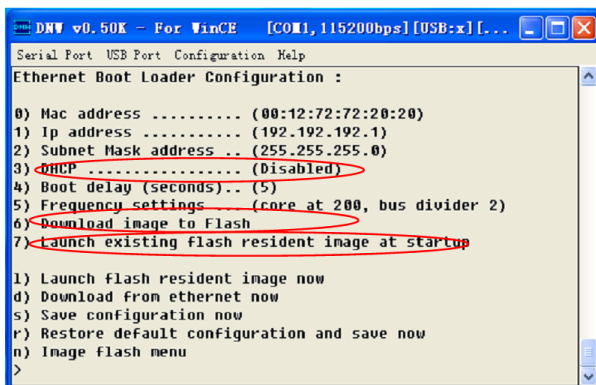 DNW v0.50K - For WinCE [COM1,115200bps][USB:x][...
Serial Port USB Port Configuration Help
Ethernet Boot Loader Configuration :
0) Mac address .......... (00:12:72:72:20:20)
1) Ip address ........... (192.192.192.1)
2) Subnet Mask address .. (255.255.255.0)
3) DHCP ................. (Disabled)
4) Boot delay (seconds).. (5)
5) Frequency settings ... (core at 200, bus divider 2)
6) Download image to Flash
7) Launch existing flash resident image at startup
l) Launch flash resident image now
d) Download from ethernet now
s) Save configuration now
r) Restore default configuration and save now
n) Image flash menu
>